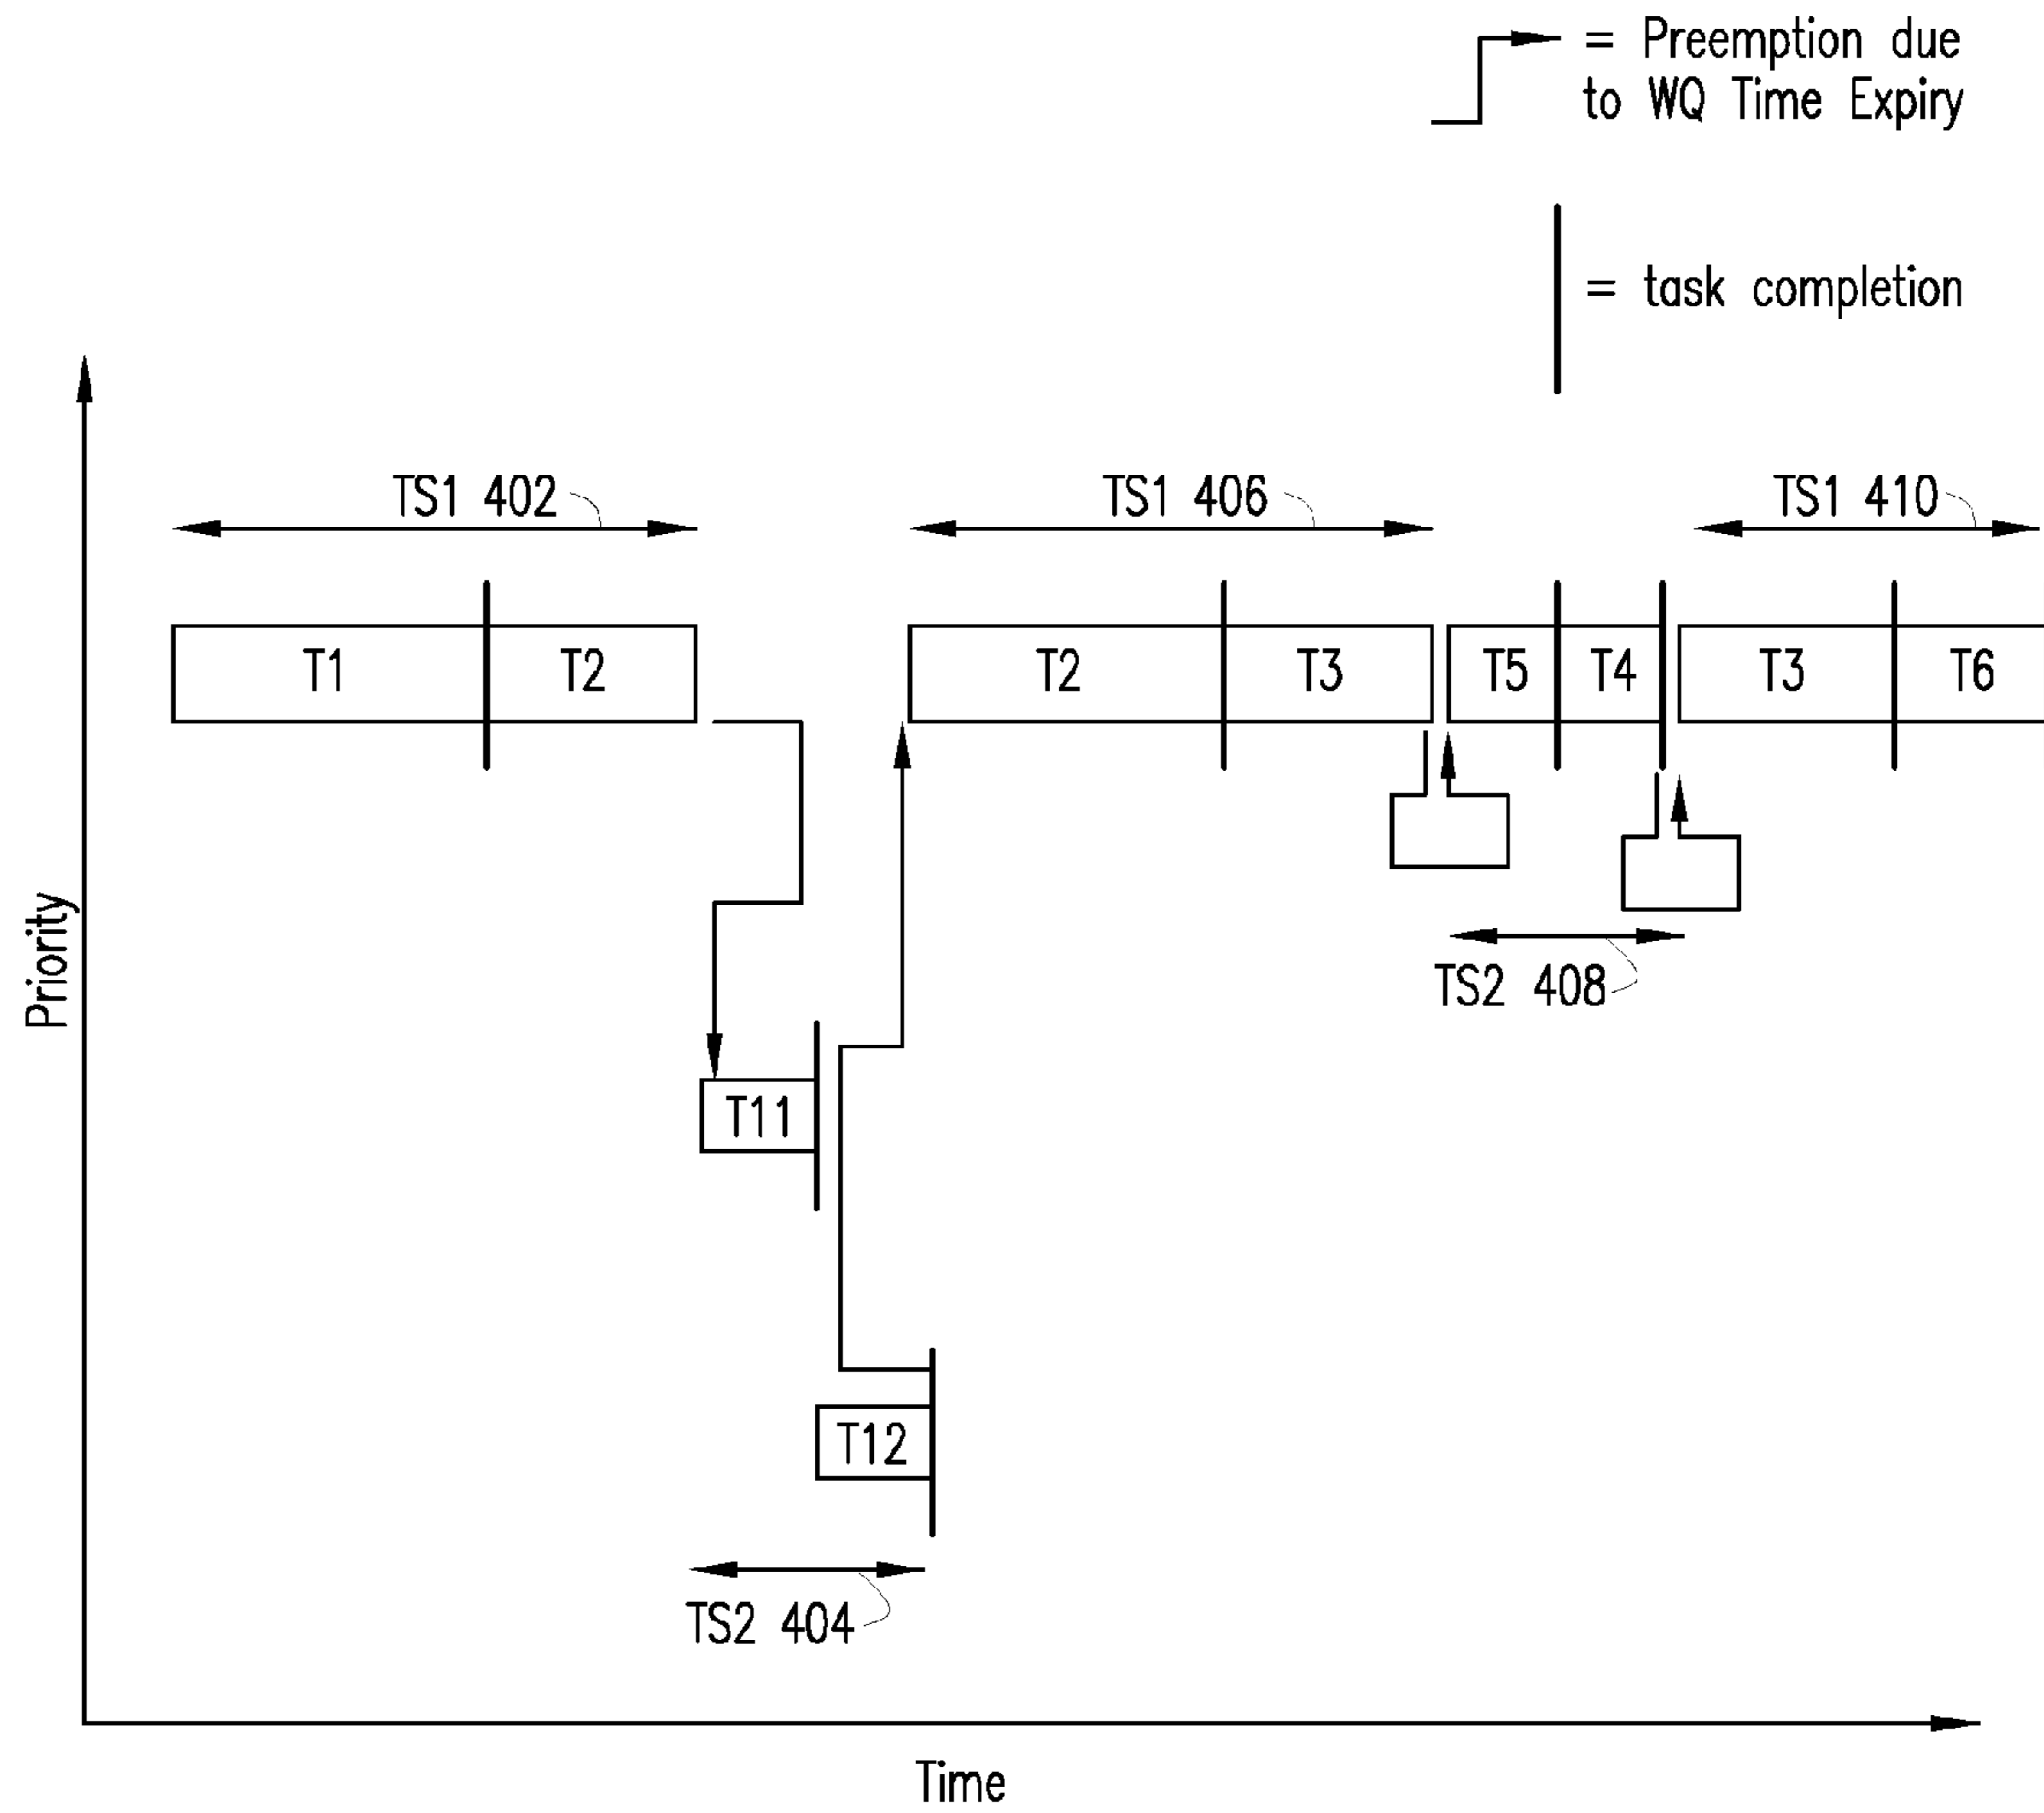 = Preemption due
to WQ Time Expiry
= task completion
TS1 402
TS1 406
TS1 410
T1
T2
T2
T3
T5
T4
T3
T6
Priority
TS2 408
T11
T12
TS2 404
Time